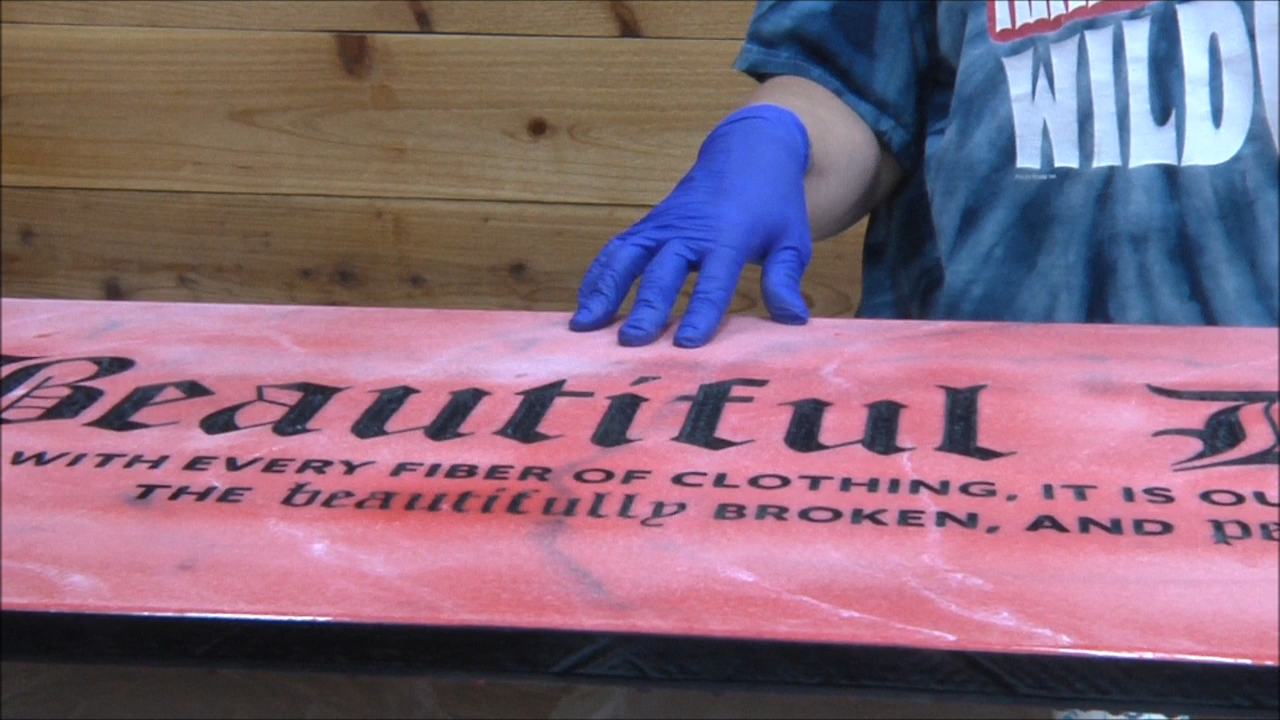 WILD
Beautiful
WITH EVERY FIBER OF CLOTHING, IT IS OU
THE beautifully BROKEN, AND pe